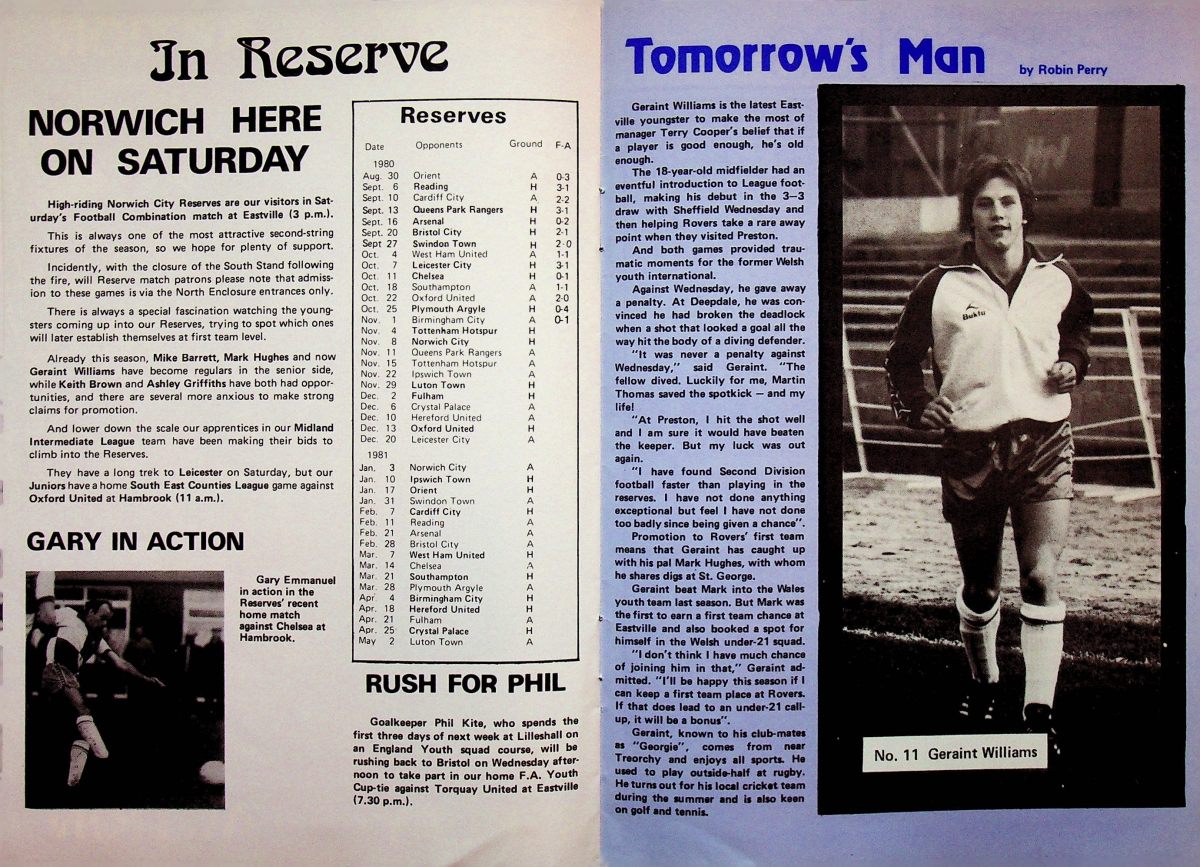 In Reserve
NORWICH HERE
ON SATURDAY
High-riding Norwich City Reserves are our visitors in Sat-
urday's Football Combination match at Eastville (3 p.m.).
This is always one of the most attractive second-string
fixtures of the season, so we hope for plenty of support.
Incidently, with the closure of the South Stand following
the fire, will Reserve match patrons please note that admiss-
ion to these games is via the North Enclosure entrances only.
There is always a special fascination watching the young-
sters coming up into our Reserves, trying to spot which ones
will later establish themselves at first team level.
Already this season, Mike Barrett, Mark Hughes and now
Geraint Williams have become regulars in the senior side,
while Keith Brown and Ashley Griffiths have both had oppor-
tunities, and there are several more anxious to make strong
claims for promotion.
And lower down the scale our apprentices in our Midland
Intermediate League team have been making their bids to
climb into the Reserves.
They have a long trek to Leicester on Saturday, but our
Juniors have a home South East Counties League game against
Oxford United at Hambrook (11 a.m.).
GARY IN ACTION
Gary Emmanuel
in action in the
Reserves' recent
home match
against Chelsea at
Hambrook.
Reserves
Date Opponents Ground F-A
1980
Aug. 30 Orient A 0-3
Sept. 6 Reading H 3-1
Sept. 10 Cardiff City A 2-2
Sept. 13 Queens Park Rangers H 3-1
Sept. 16 Arsenal H 0-2
Sept. 20 Bristol City H 2-1
Sept 27 Swindon Town H 2-0
Oct. 4 West Ham United A 1-1
Oct. 7 Leicester City H 3-1
Oct. 11 Chelsea H 0-1
Oct. 18 Southampton A 1-1
Oct. 22 Oxford United A 2-0
Oct. 25 Plymouth Argyle H 0-4
Nov. 1 Birmingham City A 0-1
Nov. 4 Tottenham Hotspur H
Nov. 8 Norwich City H
Nov. 11 Queens Park Rangers A
Nov. 15 Tottenham Hotspur A
Nov. 22 Ipswich Town A
Nov. 29 Luton Town H
Dec. 2 Fulham H
Dec. 6 Crystal Palace A
Dec. 10 Hereford United A
Dec. 13 Oxford United H
Dec. 20 Leicester City A
1981
Jan. 3 Norwich City A
Jan. 10 Ipswich Town H
Jan. 17 Orient H
Jan. 31 Swindon Town A
Feb. 7 Cardiff City H
Feb. 11 Reading A
Feb. 21 Arsenal A
Feb. 28 Bristol City A
Mar. 7 West Ham United H
Mar. 14 Chelsea A
Mar. 21 Southampton H
Mar. 28 Plymouth Argyle A
Apr. 4 Birmingham City H
Apr. 18 Hereford United H
Apr. 21 Fulham A
Apr. 25 Crystal Palace H
May 2 Luton Town A
RUSH FOR PHIL
Goalkeeper Phil Kite, who spends the
first three days of next week at Lilleshall on
an England Youth squad course, will be
rushing back to Bristol on Wednesday after-
noon to take part in our home F.A. Youth
Cup-tie against Torquay United at Eastville
(7.30 p.m.).
Tomorrow's Man
by Robin Perry
Geraint Williams is the latest East-
ville youngster to make the most of
manager Terry Cooper's belief that if
a player is good enough, he's old
enough.
The 18-year-old midfielder had an
eventful introduction to League foot-
ball, making his debut in the 3—3
draw with Sheffield Wednesday and
then helping Rovers take a rare away
point when they visited Preston.
And both games provided trau-
matic moments for the former Welsh
youth international.
Against Wednesday, he gave away
a penalty. At Deepdale, he was con-
vinced he had broken the deadlock
when a shot that looked a goal all the
way hit the body of a diving defender.
"It was never a penalty against
Wednesday," said Geraint. "The
fellow dived. Luckily for me, Martin
Thomas saved the spotkick — and my
life!
"At Preston, I hit the shot well
and I am sure it would have beaten
the keeper. But my luck was out
again.
"I have found Second Division
football faster than playing in the
reserves. I have not done anything
exceptional but feel I have not done
too badly since being given a chance".
Promotion to Rovers' first team
means that Geraint has caught up
with his pal Mark Hughes, with whom
he shares digs at St. George.
Geraint beat Mark into the Wales
youth team last season. But Mark was
the first to earn a first team chance at
Eastville and also booked a spot for
himself in the Welsh under-21 squad.
"I don't think I have much chance
of joining him in that," Geraint ad-
mitted. "I'll be happy this season if I
can keep a first team place at Rovers.
If that does lead to an under-21 call-
up, it will be a bonus".
Geraint, known to his club-mates
as "Georgie", comes from near
Treorchy and enjoys all sports. He
used to play outside-half at rugby.
He turns out for his local cricket team
during the summer and is also keen
on golf and tennis.
Bukta
No. 11 Geraint Williams